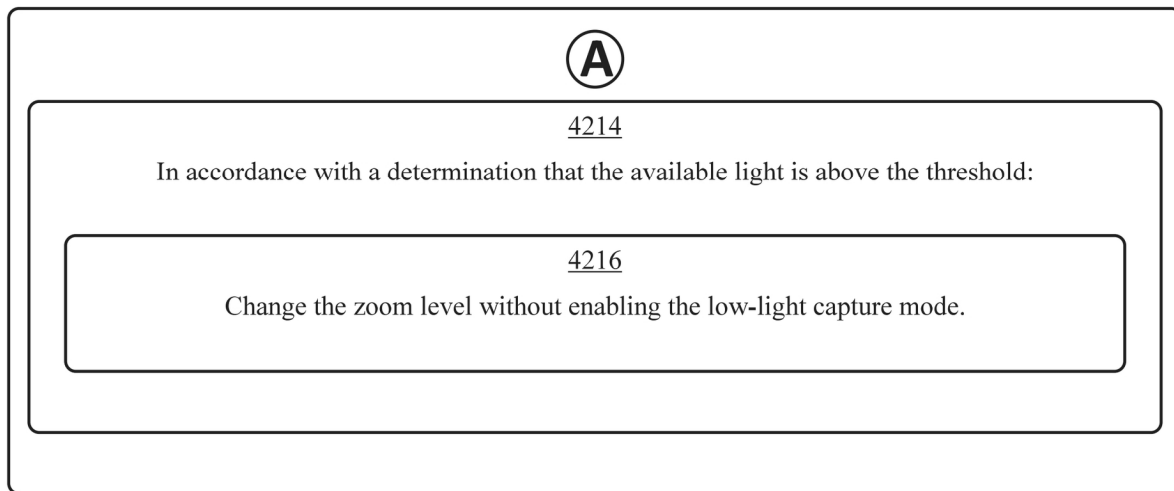 A
4214
In accordance with a determination that the available light is above the threshold:
4216
Change the zoom level without enabling the low-light capture mode.